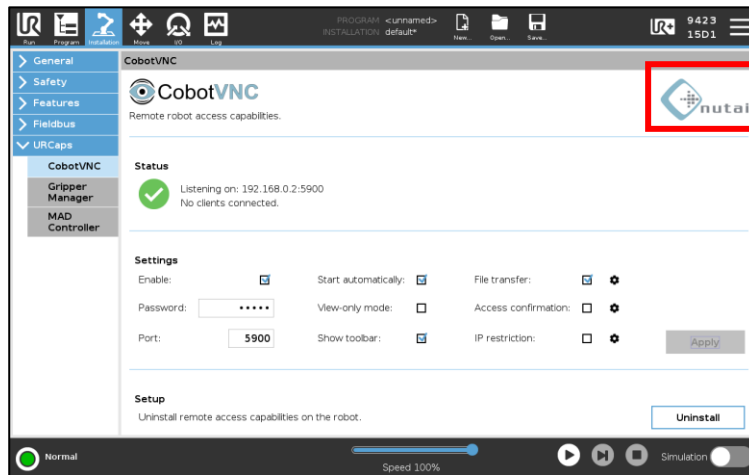 UR
Run
Program
Installation
Move
I/O
Log
PROGRAM <unnamed>
INSTALLATION default*
New...
Open...
Save...
UR+
9423
15D1
General
Safety
Features
Fieldbus
URCaps
CobotVNC
Gripper
Manager
MAD
Controller
CobotVNC
CobotVNC
Remote robot access capabilities.
nutai
Status
Listening on: 192.168.0.2:5900
No clients connected.
Settings
Enable: Start automatically: File transfer:
Password: ••••• View-only mode: Access confirmation:
Port: 5900 Show toolbar: IP restriction:
Apply
Setup
Uninstall remote access capabilities on the robot.
Uninstall
Normal
Speed 100%
Simulation